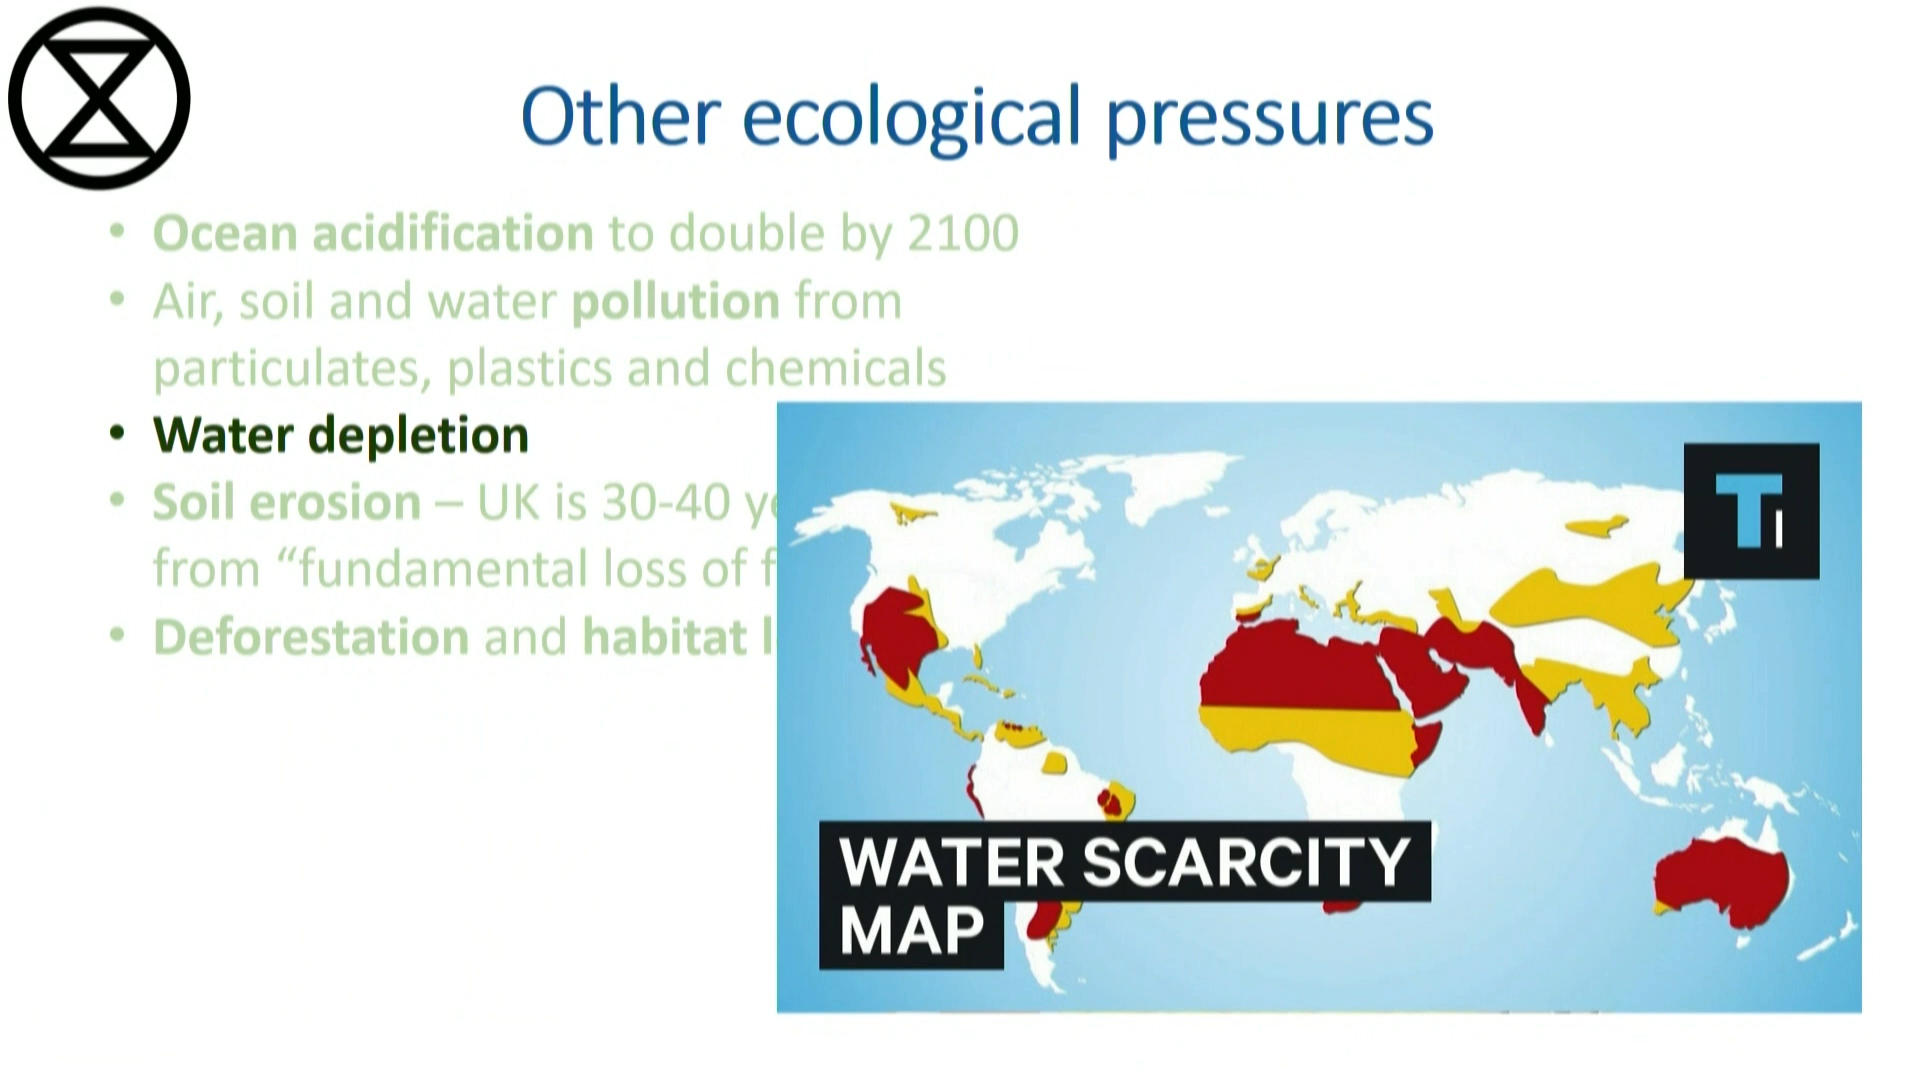 Other ecological pressures
• Ocean acidification to double by 2100
• Air, soil and water pollution from
particulates, plastics and chemicals
• Water depletion
• Soil erosion – UK is 30-40
from “fundamental loss of
• Deforestation and habitat
Ti
WATER SCARCITY
MAP